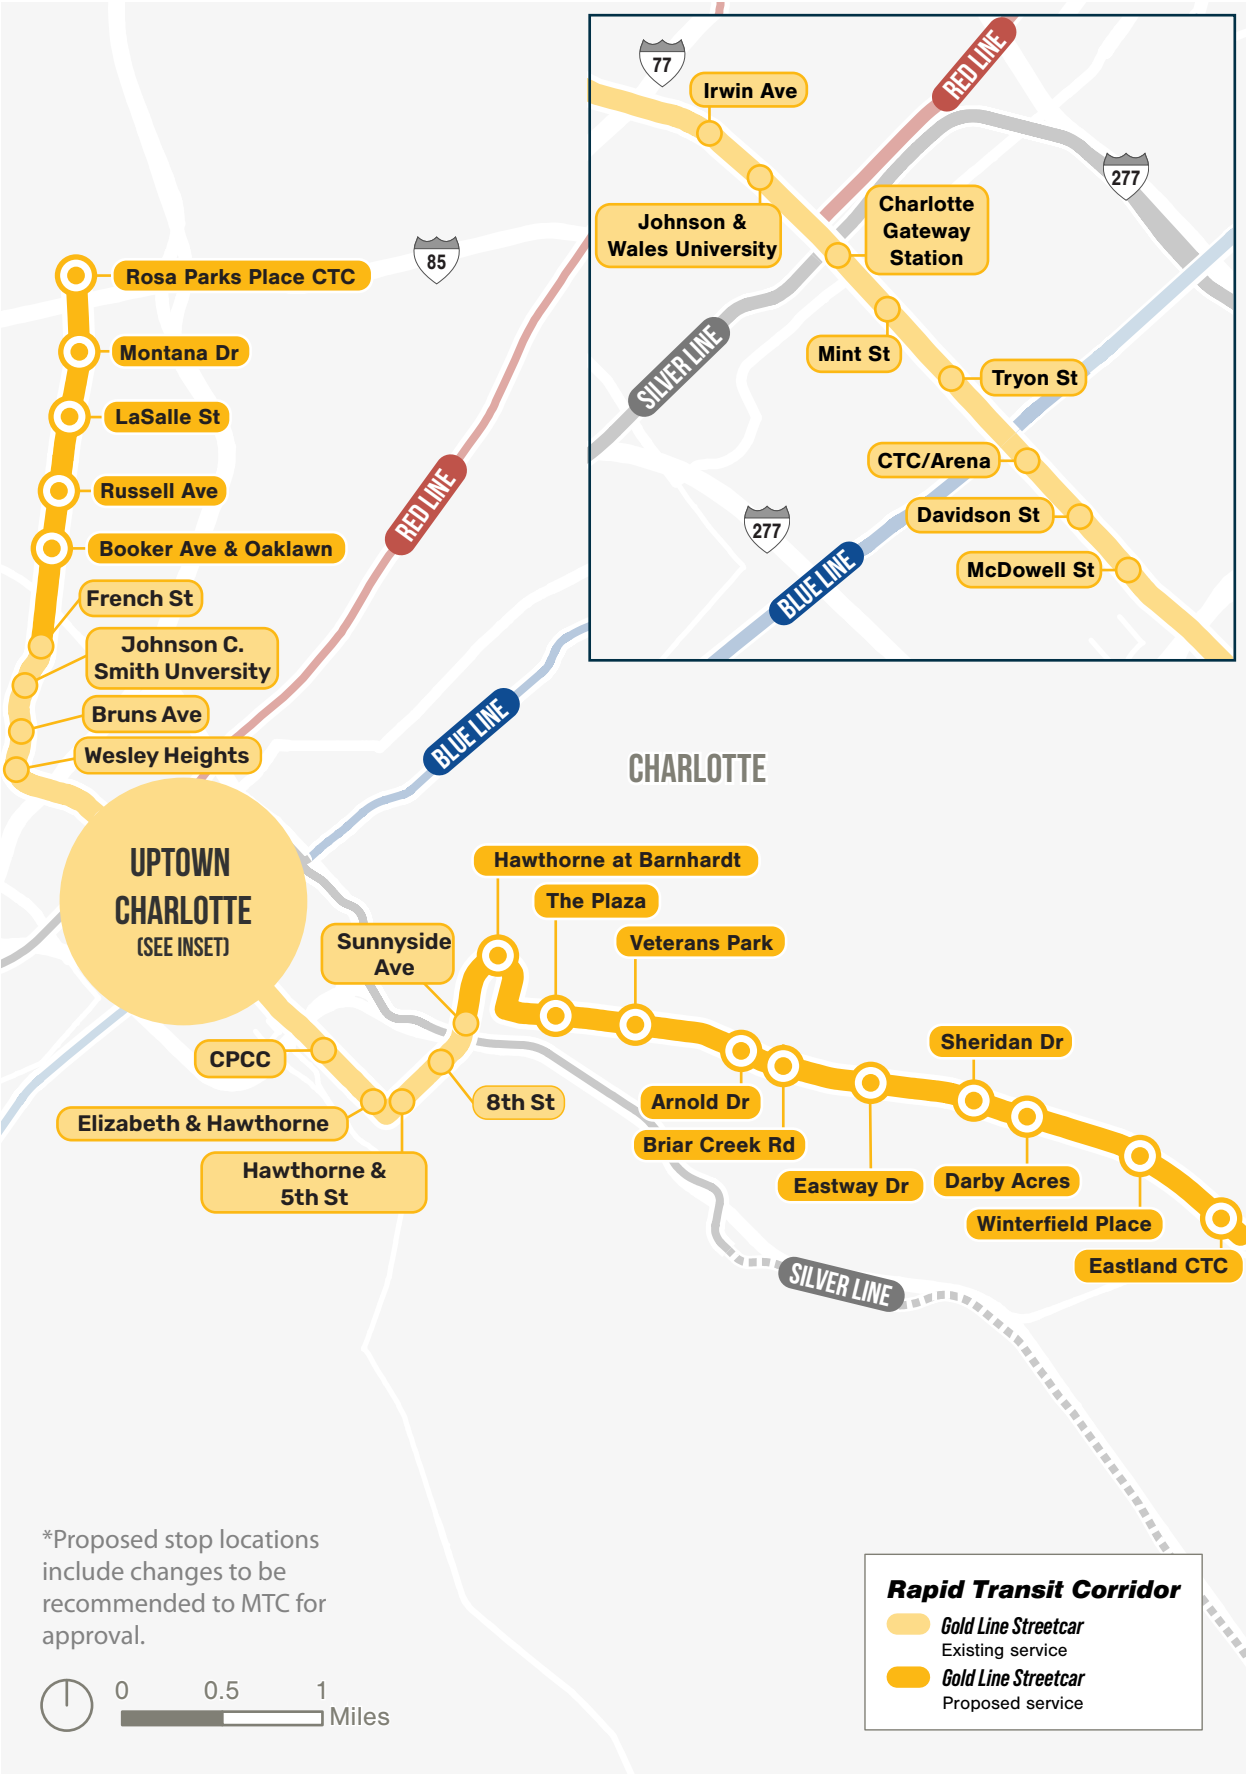 77
Irwin Ave
RED LINE
277
Johnson &
Wales University
Charlotte
Gateway
Station
SILVER LINE
Mint St
Tryon St
CTC/Arena
Davidson St
277
McDowell St
BLUE LINE
85
Rosa Parks Place CTC
Montana Dr
LaSalle St
Russell Ave
Booker Ave & Oaklawn
RED LINE
French St
Johnson C.
Smith Unversity
Bruns Ave
Wesley Heights
BLUE LINE
CHARLOTTE
UPTOWN
CHARLOTTE
(SEE INSET)
Hawthorne at Barnhardt
The Plaza
Veterans Park
Sunnyside
Ave
CPCC
Elizabeth & Hawthorne
Hawthorne &
5th St
8th St
Arnold Dr
Briar Creek Rd
Eastway Dr
Sheridan Dr
Darby Acres
Winterfield Place
Eastland CTC
SILVER LINE
*Proposed stop locations
include changes to be
recommended to MTC for
approval.
0 0.5 1
Miles
Rapid Transit Corridor
Gold Line Streetcar
Existing service
Gold Line Streetcar
Proposed service